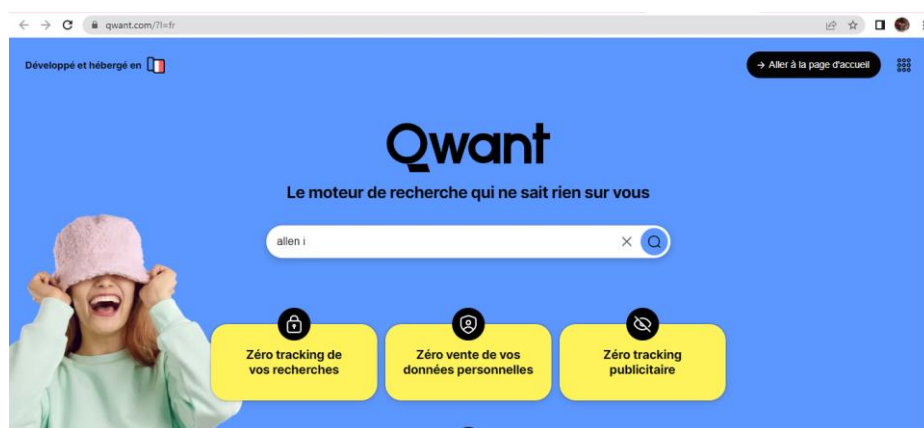 qwant.com/?l=fr
Développé et hébergé en
→ Aller à la page d'accueil
Qwant
Le moteur de recherche qui ne sait rien sur vous
allen i
Zéro tracking de
vos recherches
Zéro vente de vos
données personnelles
Zéro tracking
publicitaire